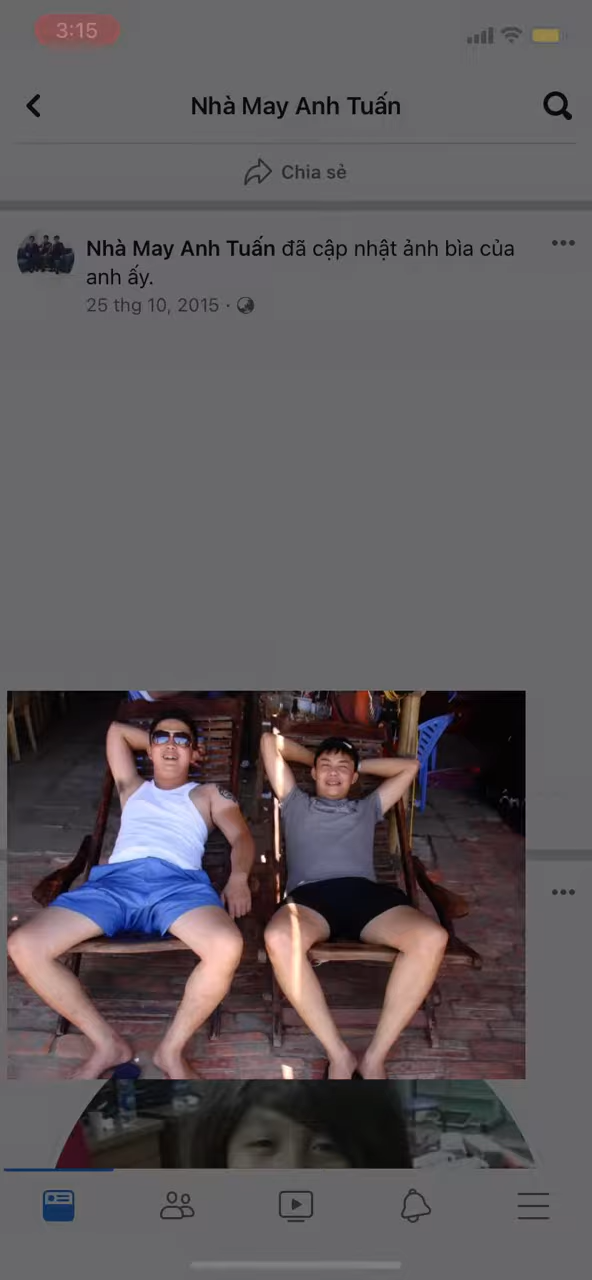 3:15
Nhà May Anh Tuấn
Chia sẻ
Nhà May Anh Tuấn đã cập nhật ảnh bìa của
anh ấy.
25 thg 10, 2015 ·